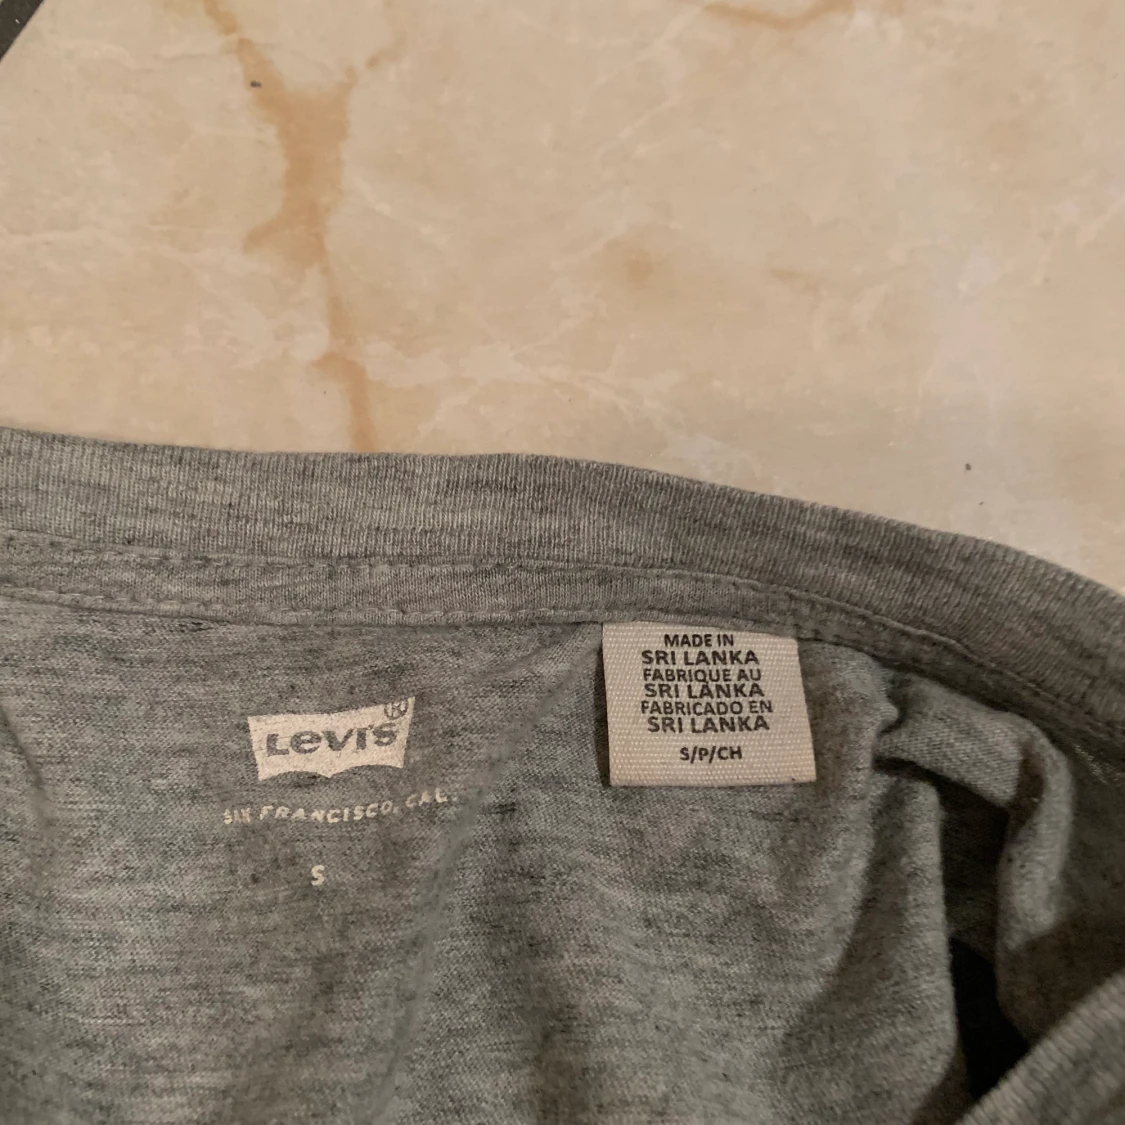 Levi's®
SAN FRANCISCO, CAL.
S
MADE IN
SRI LANKA
FABRIQUE AU
SRI LANKA
FABRICADO EN
SRI LANKA
S/P/CH